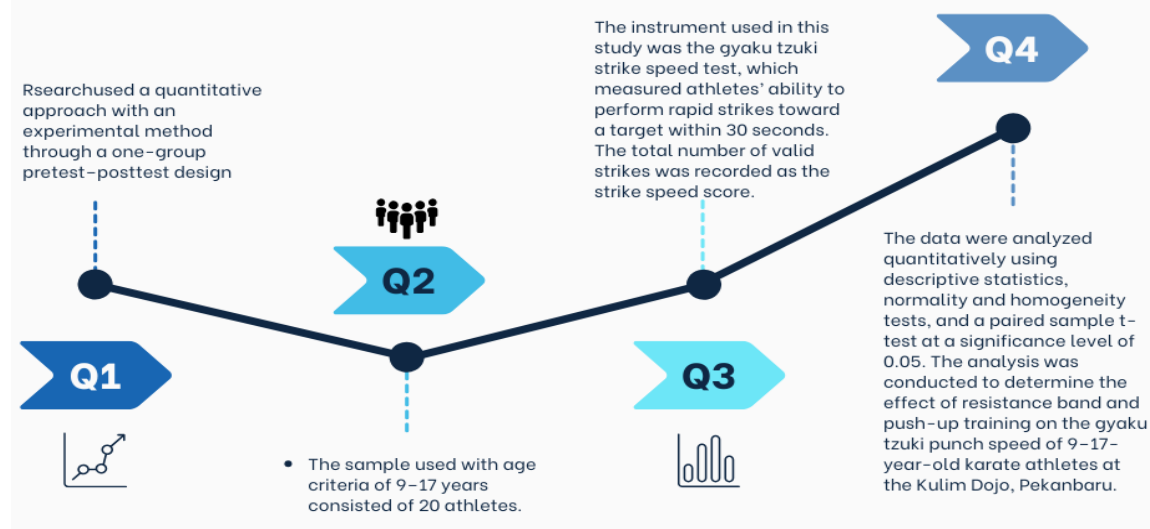 Rsearchused a quantitative
approach with an
experimental method
through a one-group
pretest-posttest design
Q1
Q2
• The sample used with age
criteria of 9-17 years
consisted of 20 athletes.
The instrument used in this
study was the gyaku tzuki
strike speed test, which
measured athletes' ability to
perform rapid strikes toward
a target within 30 seconds.
The total number of valid
strikes was recorded as the
strike speed score.
Q3
Q4
The data were analyzed
quantitatively using
descriptive statistics,
normality and homogeneity
tests, and a paired sample t-
test at a significance level of
0.05. The analysis was
conducted to determine the
effect of resistance band and
push-up training on the gyaku
tzuki punch speed of 9-17-
year-old karate athletes at
the Kulim Dojo, Pekanbaru.